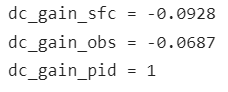 dc_gain_sfc = -0.0928
dc_gain_obs = -0.0687
dc_gain_pid = 1